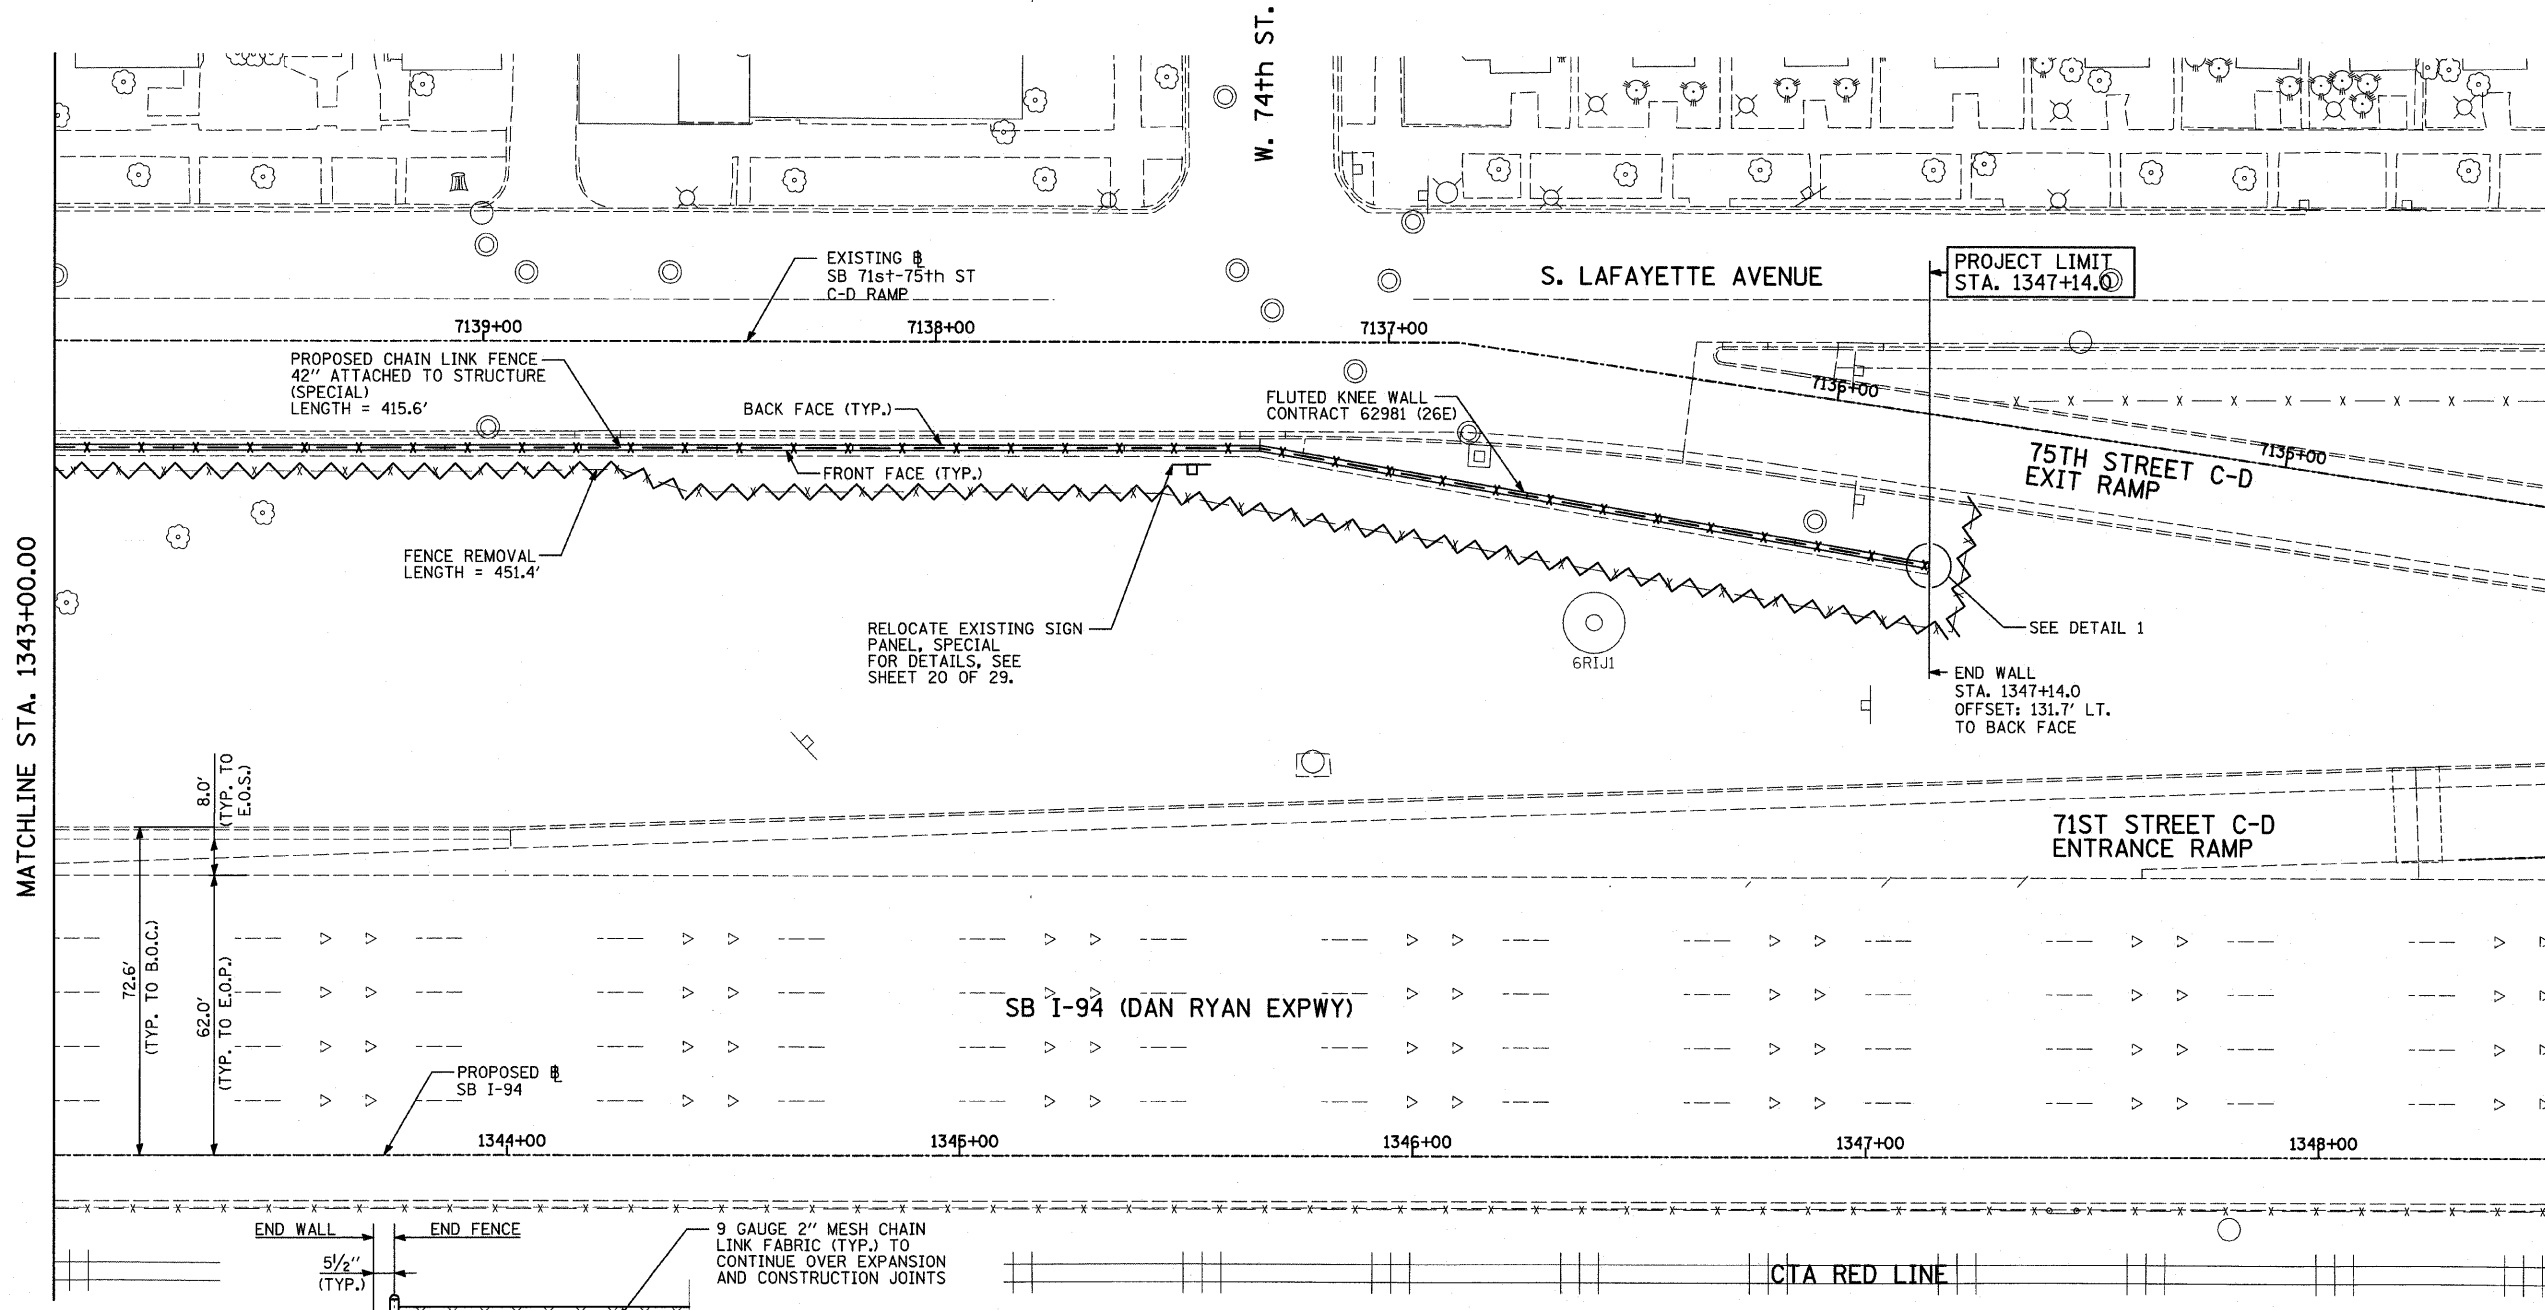 W. 74th ST.
EXISTING ℄
SB 71st-75th ST
C-D RAMP
S. LAFAYETTE AVENUE
PROJECT LIMIT
STA. 1347+14.0
7139+00
7138+00
7137+00
7136+00
7135+00
PROPOSED CHAIN LINK FENCE
42" ATTACHED TO STRUCTURE
(SPECIAL)
LENGTH = 415.6'
BACK FACE (TYP.)
FLUTED KNEE WALL
CONTRACT 62981 (26E)
75TH STREET C-D
EXIT RAMP
FRONT FACE (TYP.)
FENCE REMOVAL
LENGTH = 451.4'
MATCHLINE STA. 1343+00.00
RELOCATE EXISTING SIGN
PANEL, SPECIAL
FOR DETAILS, SEE
SHEET 20 OF 29.
6RIJ1
SEE DETAIL 1
END WALL
STA. 1347+14.0
OFFSET: 131.7' LT.
TO BACK FACE
8.0'
(TYP. TO
E.O.S.)
71ST STREET C-D
ENTRANCE RAMP
72.6'
(TYP. TO B.O.C.)
62.0'
(TYP. TO E.O.P.)
SB I-94 (DAN RYAN EXPWY)
PROPOSED ℄
SB I-94
1344+00
1345+00
1346+00
1347+00
1348+00
END WALL
END FENCE
5½"
(TYP.)
9 GAUGE 2" MESH CHAIN
LINK FABRIC (TYP.) TO
CONTINUE OVER EXPANSION
AND CONSTRUCTION JOINTS
CTA RED LINE